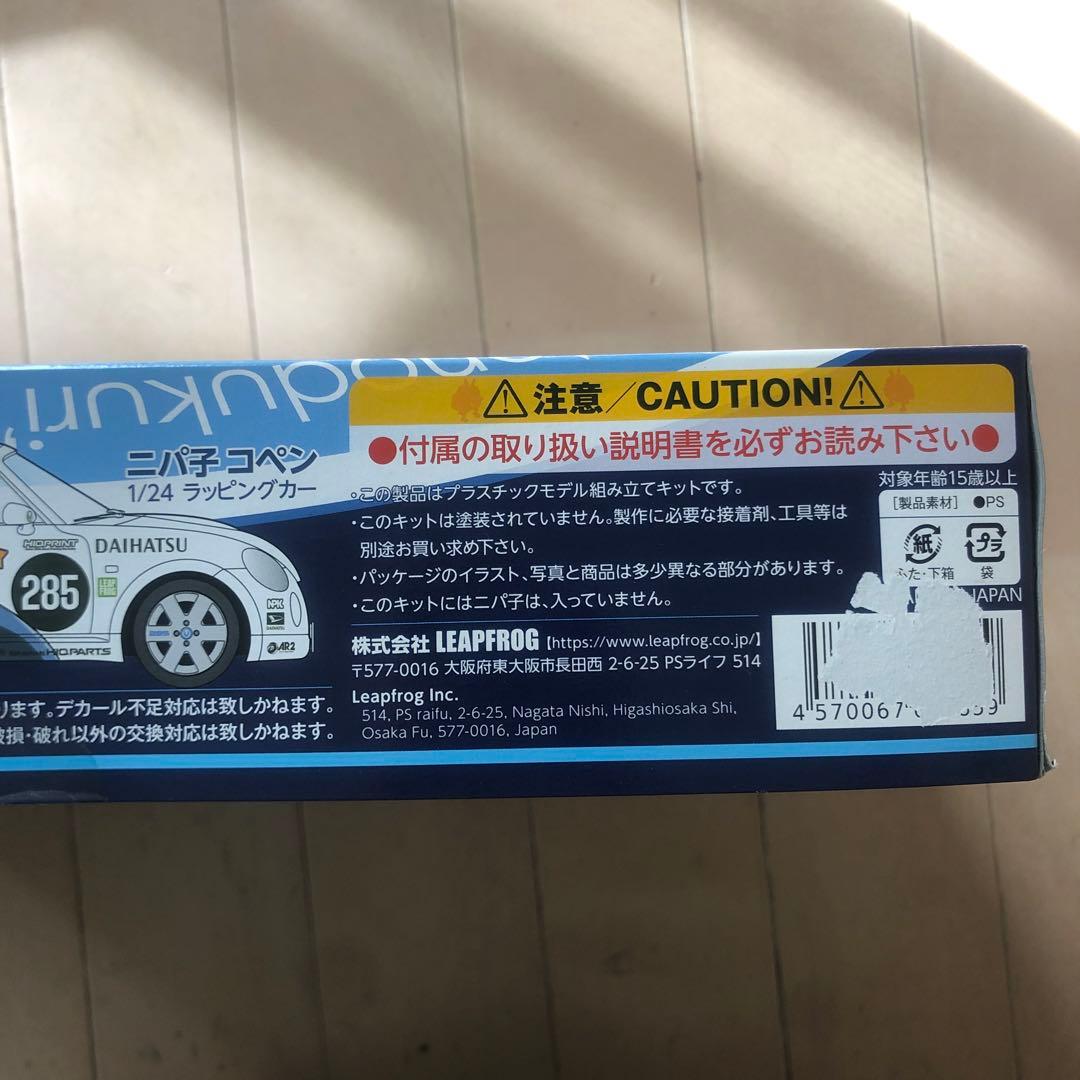 ニパ子 コペン
1/24 ラッピングカー
HIQPRINT
DAIHATSU
285
LEAP FROG
NPK
DAIHATSU
AR2
HIQ.PARTS
ります。デカール不足対応は致しかねます。
破損・破れ以外の交換対応は致しかねます。
注意/CAUTION!
●付属の取り扱い説明書を必ずお読み下さい●
・この製品はプラスチックモデル組み立てキットです。
・このキットは塗装されていません。製作に必要な接着剤、工具等は
別途お買い求め下さい。
・パッケージのイラスト、写真と商品は多少異なる部分があります。
・このキットにはニパ子は、入っていません。
株式会社 LEAPFROG【https://www.leapfrog.co.jp/】
〒577-0016 大阪府東大阪市長田西 2-6-25 PSライフ 514
Leapfrog Inc.
514, PS raifu, 2-6-25, Nagata Nishi, Higashiosaka Shi,
Osaka Fu, 577-0016, Japan
対象年齢15歳以上
［製品素材］ ●PS
紙 プラ
ふた・下箱 袋
JAPAN
4 570067